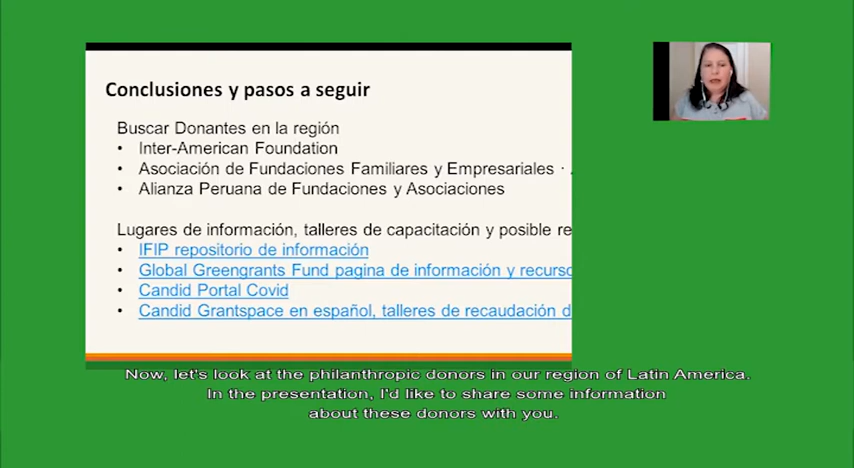 Conclusiones y pasos a seguir
Buscar Donantes en la región
• Inter-American Foundation
• Asociación de Fundaciones Familiares y Empresariales ·
• Alianza Peruana de Fundaciones y Asociaciones
Lugares de información, talleres de capacitación y posible
• IFIP repositorio de información
• Global Greengrants Fund pagina de información y
• Candid Portal Covid
• Candid Grantspace en español, talleres de recaudación
Now, let's look at the philanthropic donors in our region of Latin America.
In the presentation, I'd like to share some information
about these donors with you.